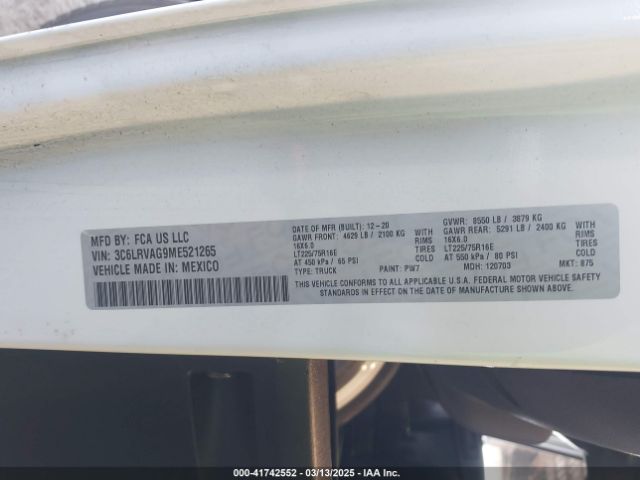 MFD BY: FCA US LLC
VIN: 3C6LRVAG9ME521265
VEHICLE MADE IN: MEXICO
DATE OF MFR (BUILT): 12-20
GAWR FRONT: 4629 LB / 2100 KG
16X6.0 TIRES
LT225/75R16E COLD
AT 450 kPa / 65 PSI
TYPE: TRUCK PAINT: PW7
GVWR: 8550 LB / 3879 KG
GAWR REAR: 5291 LB / 2400 KG
16X6.0 TIRES
LT225/75R16E COLD
AT 550 kPa / 80 PSI
MDH: 120703 MKT: 875
THIS VEHICLE CONFORMS TO ALL APPLICABLE U.S.A. FEDERAL MOTOR VEHICLE SAFETY
STANDARDS IN EFFECT ON THE DATE OF MANUFACTURE SHOWN ABOVE.
000-41742552 — 03/13/2025 — IAA Inc.